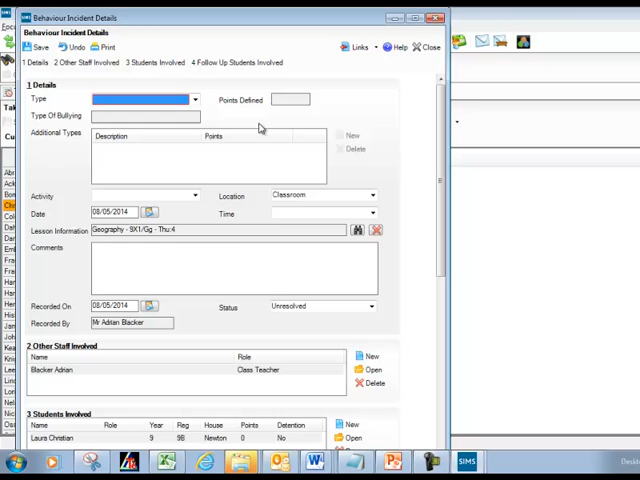 SIMS Behaviour Incident Details
Behaviour Incident Details
Save Undo Print Links Help Close
1 Details 2 Other Staff Involved 3 Students Involved 4 Follow Up Students Involved
1 Details
Type Points Defined
Type Of Bullying
Additional Types Description Points New
Delete
Activity Location Classroom
Date 08/05/2014 Time
Lesson Information Geography - 9X1/Gg - Thu:4
Comments
Recorded On 08/05/2014 Status Unresolved
Recorded By Mr Adrian Blacker
2 Other Staff Involved
Name Role New
Blacker Adrian Class Teacher Open
Delete
3 Students Involved
Name Role Year Reg House Points Detention New
Laura Christian 9 9B Newton 0 No Open
SIMS